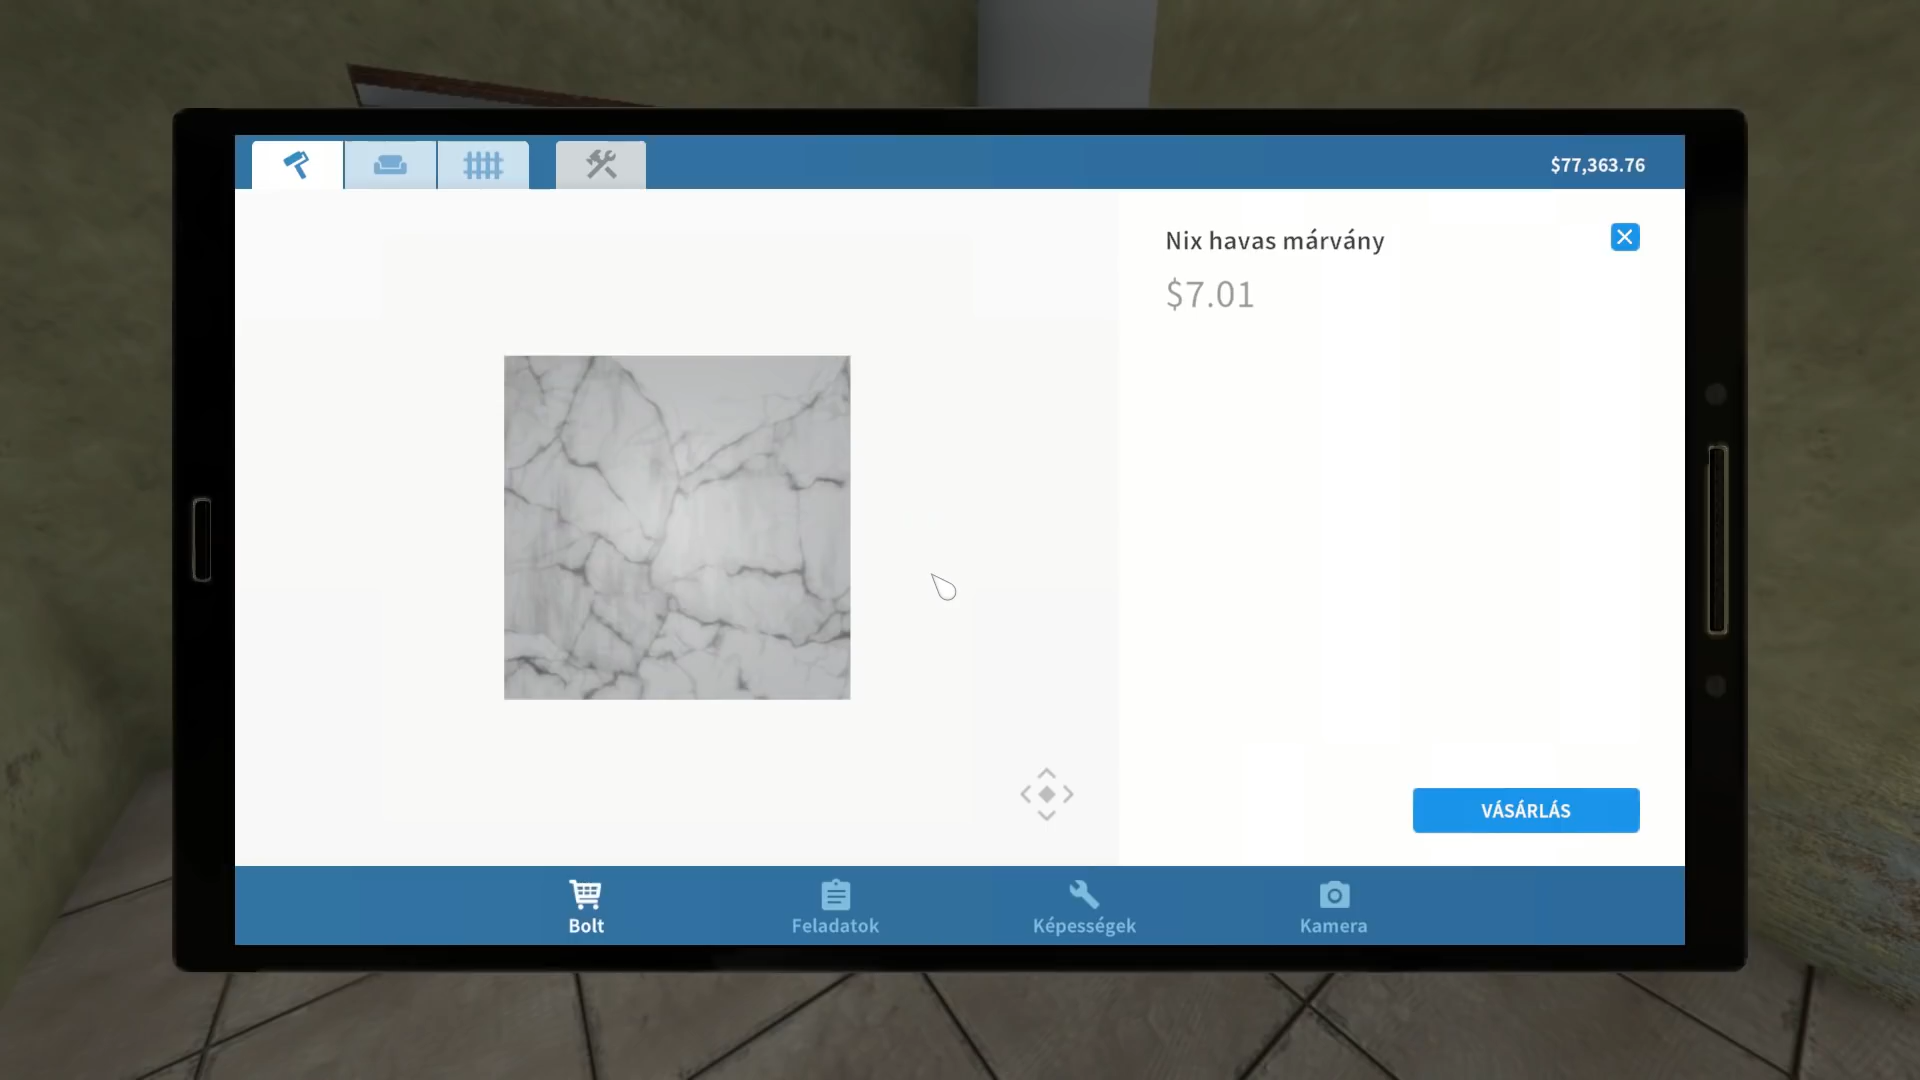 $77,363.76
Nix havas márvány
$7.01
VÁSÁRLÁS
Bolt
Feladatok
Képességek
Kamera